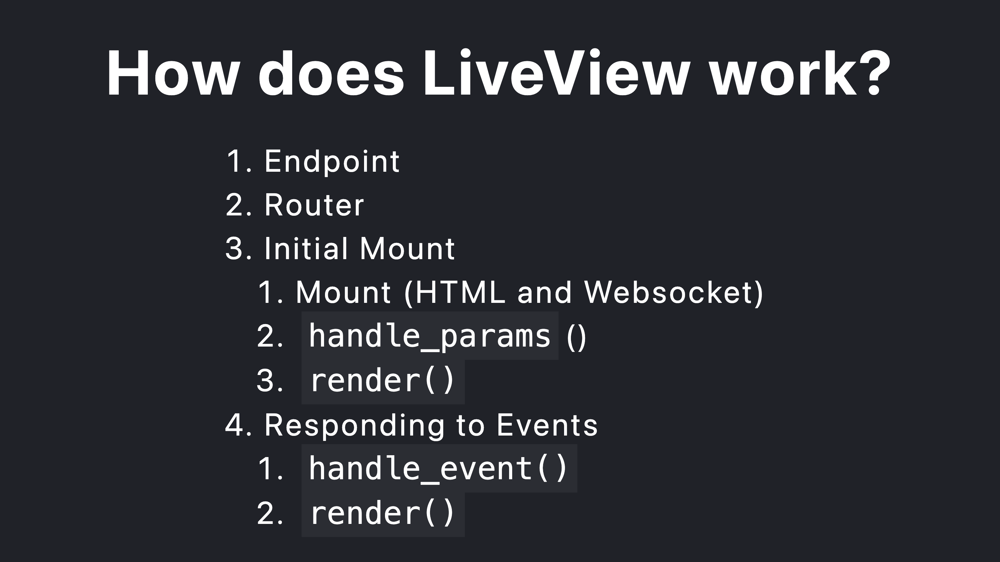 How does LiveView work?
1. Endpoint
2. Router
3. Initial Mount
1. Mount (HTML and Websocket)
2. handle_params ()
3. render()
4. Responding to Events
1. handle_event()
2. render()